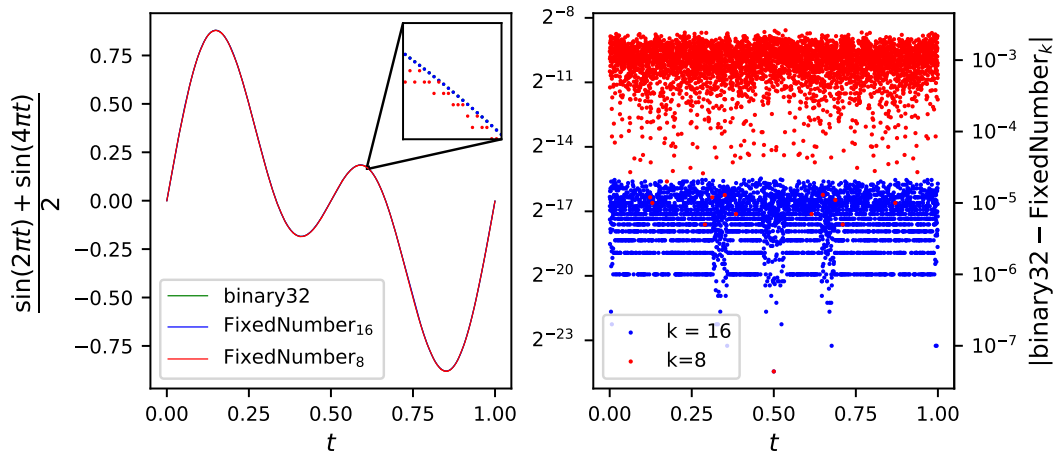 sin(2πt) + sin(4πt)
2
0.75
0.50
0.25
0.00
−0.25
−0.50
−0.75
binary32
FixedNumber₁₆
FixedNumber₈
0.00 0.25 0.50 0.75 1.00
t
2⁻⁸
2⁻¹¹
2⁻¹⁴
2⁻¹⁷
2⁻²⁰
2⁻²³
k = 16
k=8
0.00 0.25 0.50 0.75 1.00
t
10⁻³
10⁻⁴
10⁻⁵
10⁻⁶
10⁻⁷
|binary32 − FixedNumberₖ|